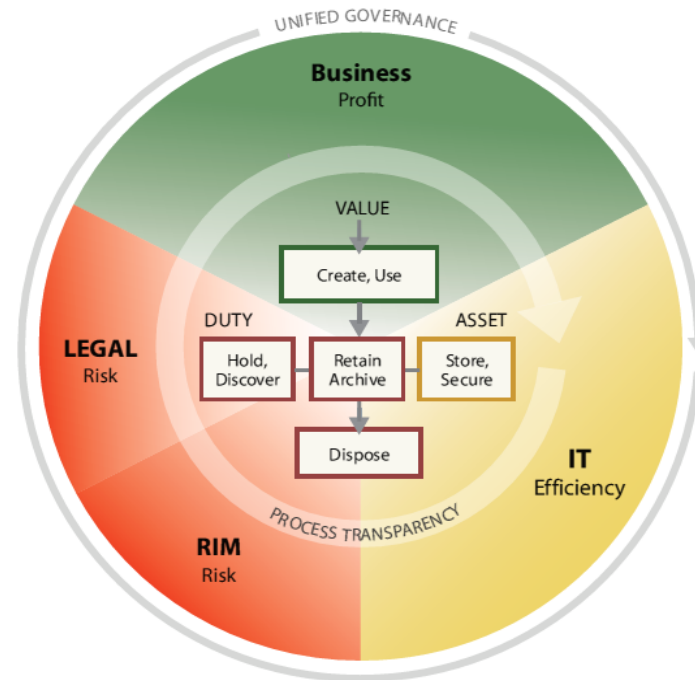 UNIFIED GOVERNANCE
Business
Profit
VALUE
Create, Use
DUTY
ASSET
LEGAL
Risk
Hold,
Discover
Retain
Archive
Store,
Secure
Dispose
IT
Efficiency
PROCESS TRANSPARENCY
RIM
Risk